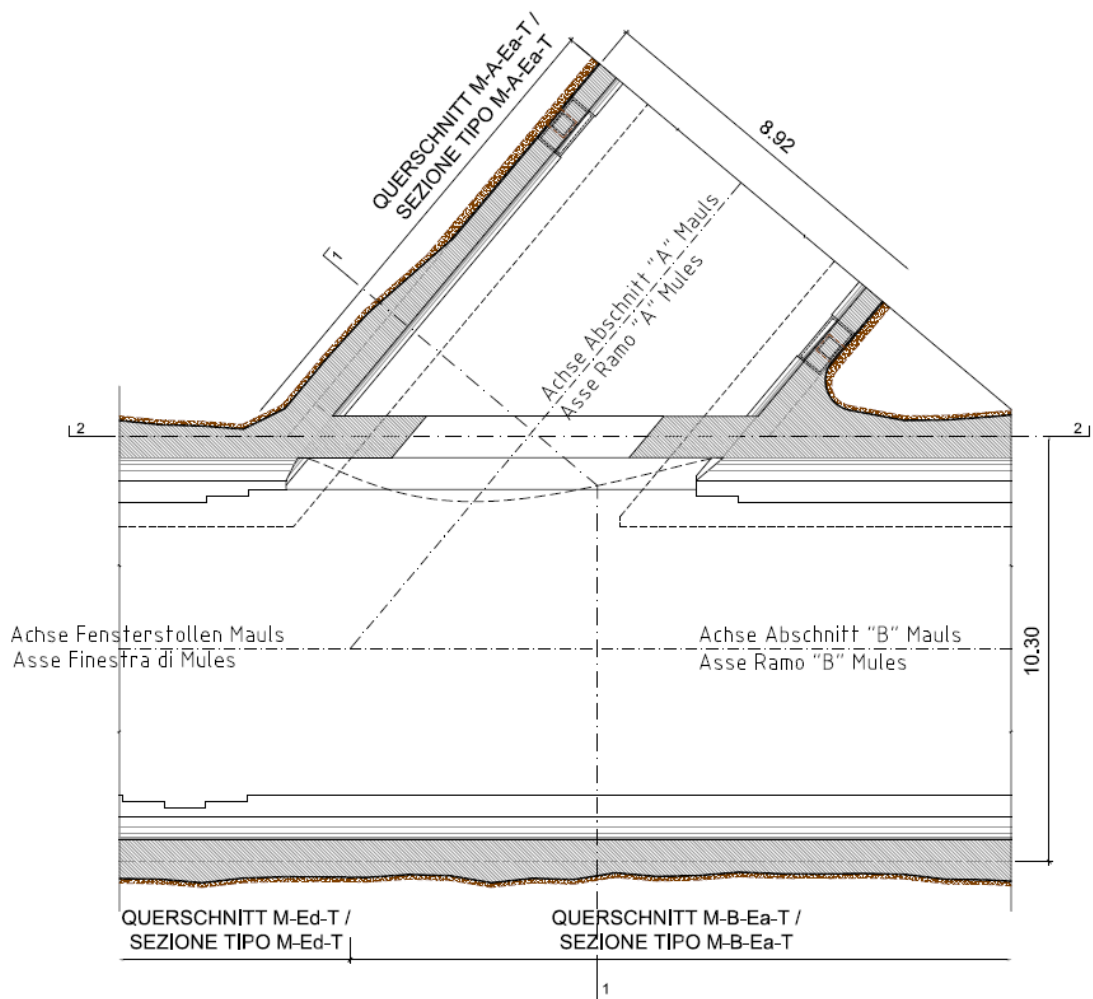 QUERSCHNITT M-A-Ea-T /
SEZIONE TIPO M-A-Ea-T
8.92
1
Achse Abschnitt "A" Mauls
Asse Ramo "A" Mules
2
2
Achse Fensterstollen Mauls
Asse Finestra di Mules
Achse Abschnitt "B" Mauls
Asse Ramo "B" Mules
10.30
QUERSCHNITT M-Ed-T /
SEZIONE TIPO M-Ed-T
QUERSCHNITT M-B-Ea-T /
SEZIONE TIPO M-B-Ea-T
1